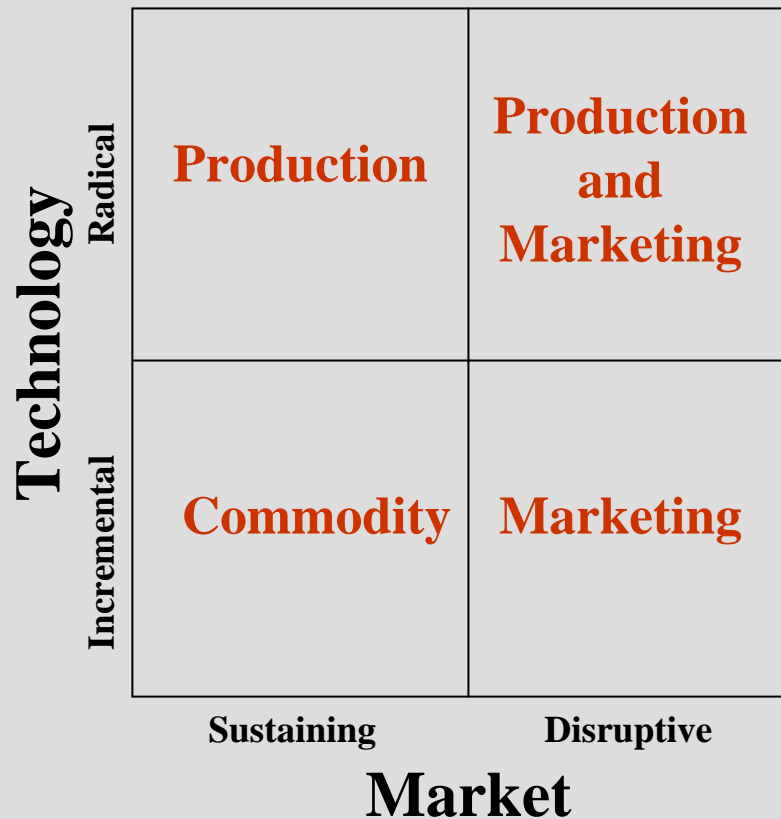 Technology
Radical
Production
Production
and
Marketing
Incremental
Commodity
Marketing
Sustaining
Disruptive
Market